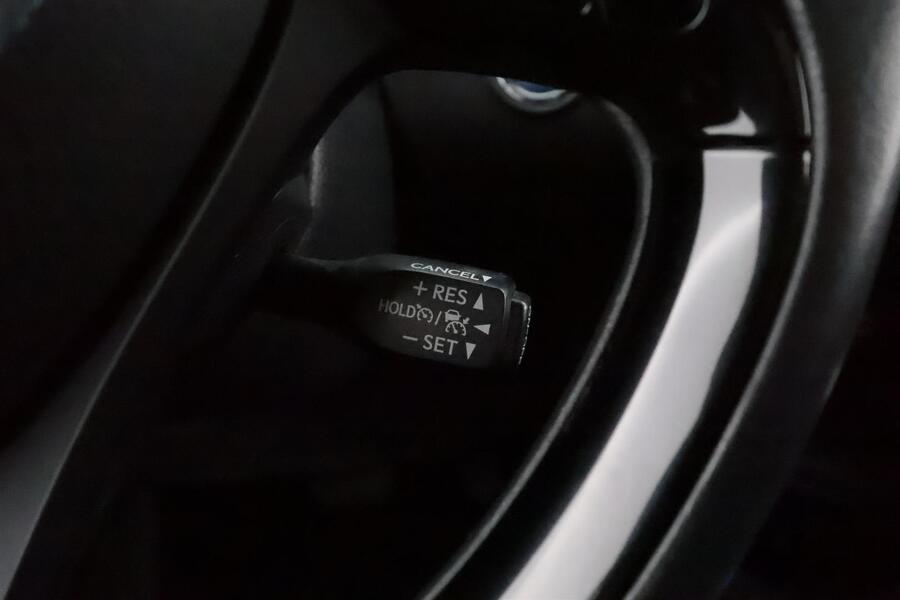 CANCEL▼
+ RES ▲
HOLD / ◀
− SET ▼